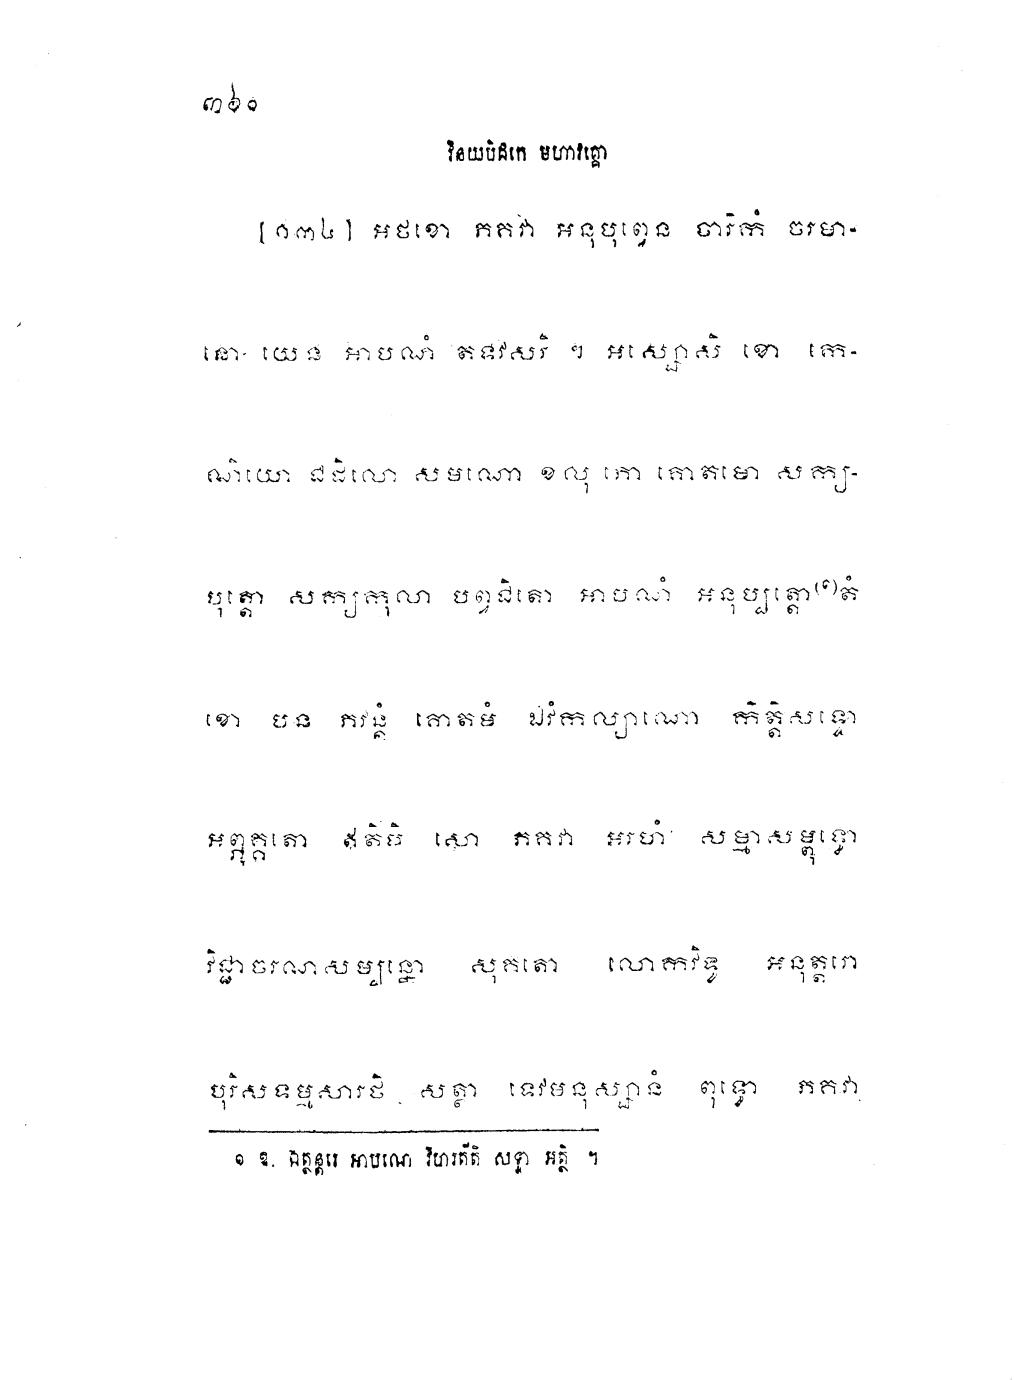 ៣៦០
វិនយបិដកេ មហាវគ្គោ
[១៣៤] អថខោ ភគវា អនុបុព្វេន ចារិកំ ចរមា-
នោ យេន អាបណំ តទវសរិ ។ អស្សោសិ ខោ កេ-
ណិយោ ជដិលោ សមណោ ខលុ ភោ គោតមោ សក្យ-
បុត្តោ សក្យកុលា បព្វជិតោ អាបណំ អនុប្បត្តោ(១)តំ
ខោ បន ភវន្តំ គោតមំ ឯវំកល្យាណោ កិត្តិសទ្ទោ
អព្ភុគ្គតោ ឥតិបិ សោ ភគវា អរហំ សម្មាសម្ពុទ្ធោ
វិជ្ជាចរណសម្បន្នោ សុគតោ លោកវិទូ អនុត្តរោ
បុរិសទម្មសារថិ សត្ថា ទេវមនុស្សានំ ពុទ្ធោ ភគវា
១ ឧ. ឯត្ថន្តរេ អាបណេ វិហរតីតិ សទ្ទា អត្ថិ ។